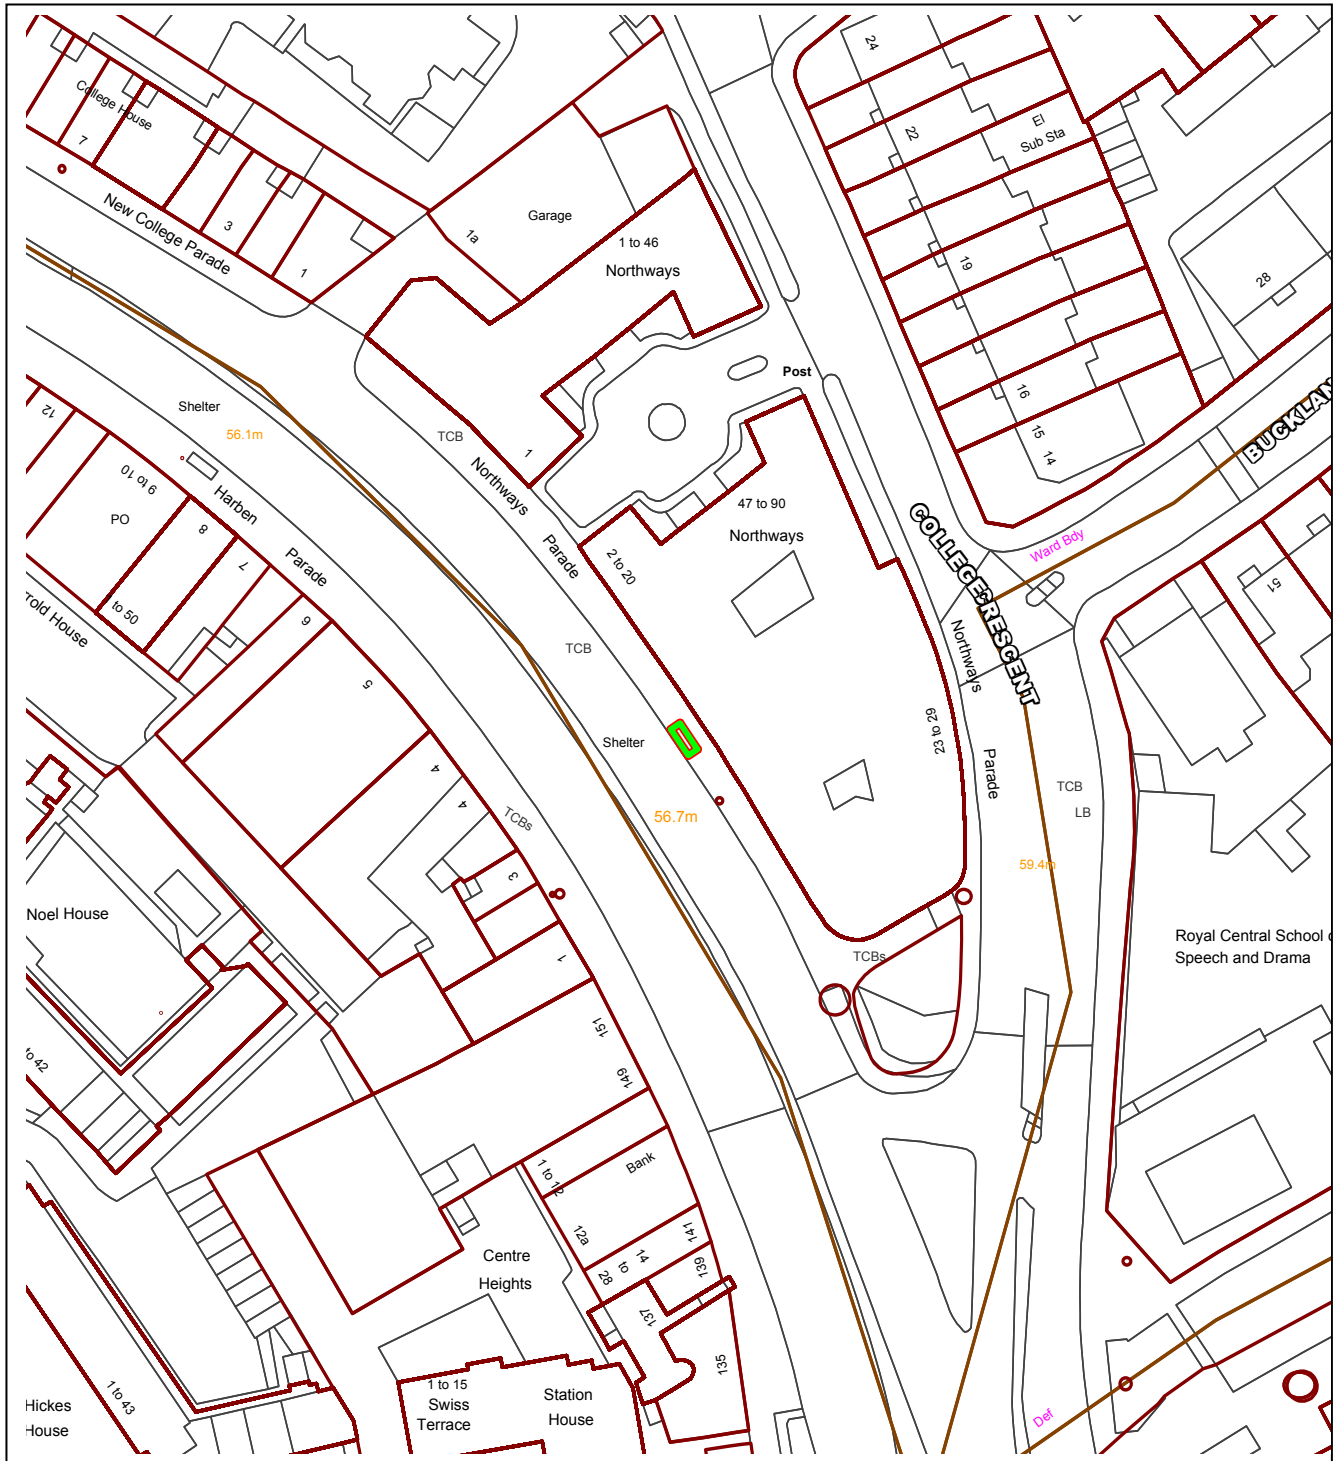 24
College House
7
22
El
Sub Sta
New College Parade
3
1
1a
Garage
1 to 46
Northways
19
28
Shelter
56.1m
12
TCB
Post
16
15
14
BUCKLAN
9 to 10
PO
Harben
Parade
Northways
Parade
1
47 to 90
Northways
COLLEGE CRESCENT
Ward Bdy
8
7
to 50
2 to 20
51
rold House
6
TCB
Northways
Parade
5
Shelter
23 to 29
4
4
TCBs
56.7m
TCB
LB
59.4m
3
Noel House
1
Royal Central School o
Speech and Drama
TCBs
151
to 42
149
1 to 12
Bank
12a
141
Centre
Heights
28
to
14
139
137
135
1 to 15
Swiss
Terrace
Station
House
1 to 43
Hickes
House
Def